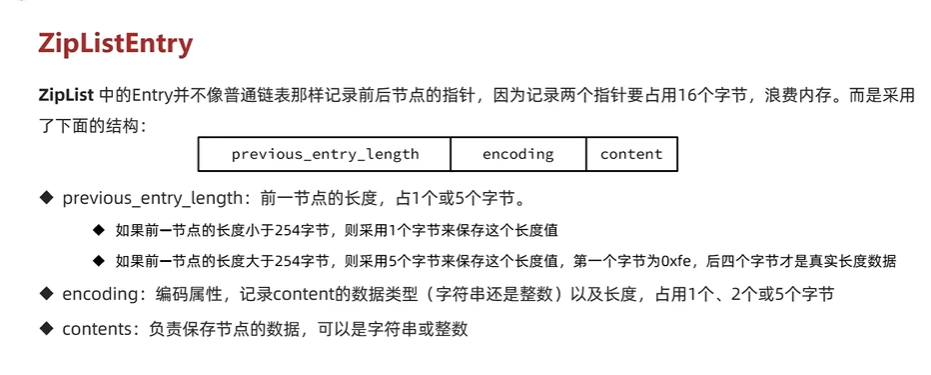 ZipListEntry
ZipList 中的Entry并不像普通链表那样记录前后节点的指针，因为记录两个指针要占用16个字节，浪费内存。而是采用
了下面的结构：
previous_entry_length encoding content
◆ previous_entry_length：前一节点的长度，占1个或5个字节。
◆ 如果前一节点的长度小于254字节，则采用1个字节来保存这个长度值
◆ 如果前一节点的长度大于254字节，则采用5个字节来保存这个长度值，第一个字节为0xfe，后四个字节才是真实长度数据
◆ encoding：编码属性，记录content的数据类型（字符串还是整数）以及长度，占用1个、2个或5个字节
◆ contents：负责保存节点的数据，可以是字符串或整数